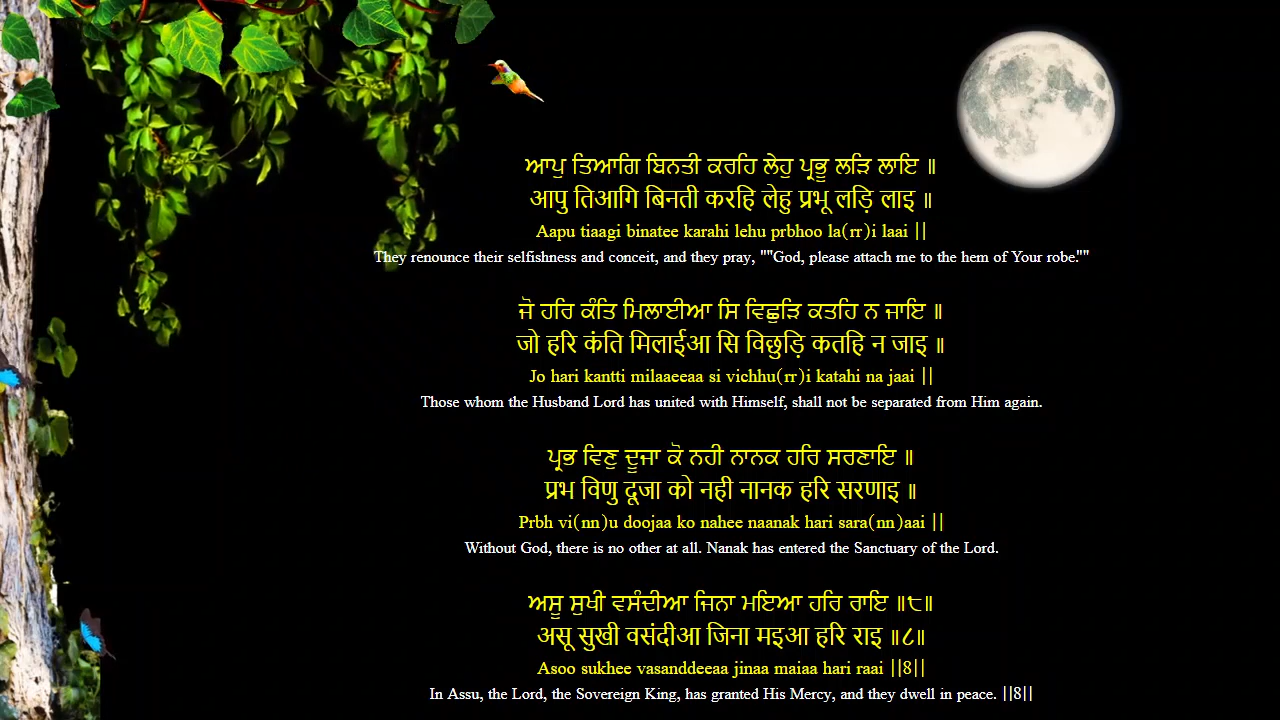 ਆਪੁ ਤਿਆਗਿ ਬਿਨਤੀ ਕਰਹਿ ਲੇਹੁ ਪ੍ਰਭੂ ਲੜਿ ਲਾਇ ॥
आपु तिआगि बिनती करहि लेहु प्रभू लड़ि लाइ ॥
Aapu tiaagi binatee karahi lehu prbhoo la(rr)i laai ||
They renounce their selfishness and conceit, and they pray, ""God, please attach me to the hem of Your robe.""
ਜੋ ਹਰਿ ਕੰਤਿ ਮਿਲਾਈਆ ਸਿ ਵਿਛੁੜਿ ਕਤਹਿ ਨ ਜਾਇ ॥
जो हरि कंति मिलाईआ सि विछुड़ि कतहि न जाइ ॥
Jo hari kantti milaaeeaa si vichhu(rr)i katahi na jaai ||
Those whom the Husband Lord has united with Himself, shall not be separated from Him again.
ਪ੍ਰਭ ਵਿਣੁ ਦੂਜਾ ਕੋ ਨਹੀ ਨਾਨਕ ਹਰਿ ਸਰਣਾਇ ॥
प्रभ विणु दूजा को नही नानक हरि सरणाइ ॥
Prbh vi(nn)u doojaa ko nahee naanak hari sara(nn)aai ||
Without God, there is no other at all. Nanak has entered the Sanctuary of the Lord.
ਅਸੂ ਸੁਖੀ ਵਸੰਦੀਆ ਜਿਨਾ ਮਇਆ ਹਰਿ ਰਾਇ ॥੮॥
असू सुखी वसंदीआ जिना मइआ हरि राइ ॥८॥
Asoo sukhee vasanddeeaa jinaa maiaa hari raai ||8||
In Assu, the Lord, the Sovereign King, has granted His Mercy, and they dwell in peace. ||8||